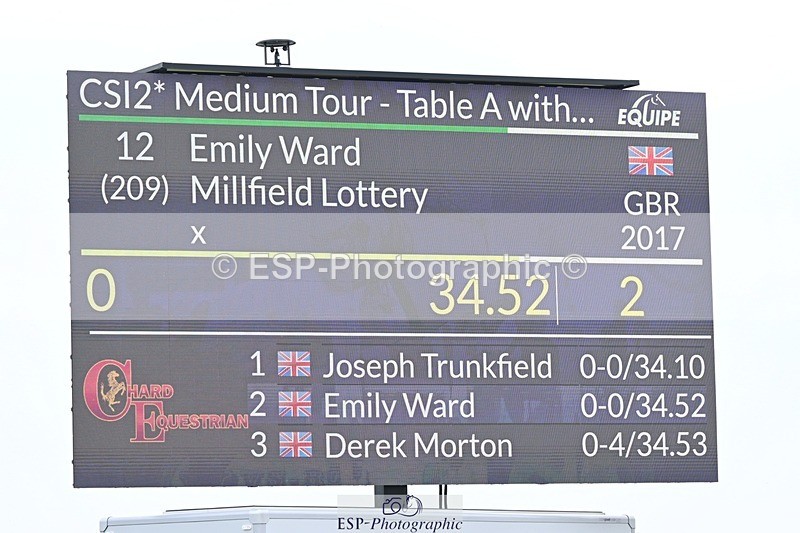 CSI2* Medium Tour - Table A with...
EQUIPE
12 Emily Ward
(209) Millfield Lottery
GBR
x 2017
© ESP-Photographic ©
0 34.52 2
CHARD EQUESTRIAN
1 Joseph Trunkfield 0-0/34.10
2 Emily Ward 0-0/34.52
3 Derek Morton 0-4/34.53
ESP-Photographic